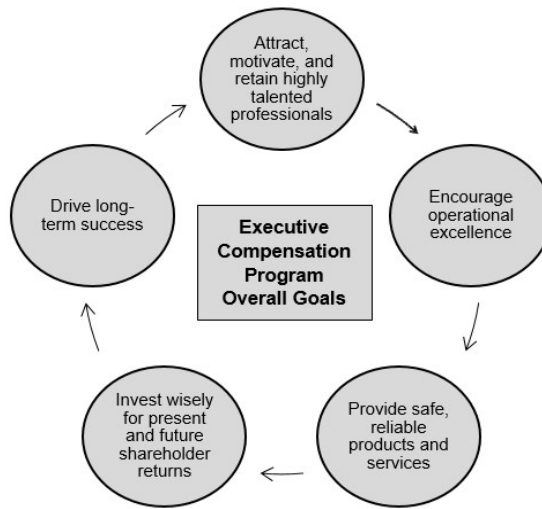 Attract,
motivate, and
retain highly
talented
professionals
Encourage
operational
excellence
Provide safe,
reliable
products and
services
Invest wisely
for present
and future
shareholder
returns
Drive long-
term success
Executive
Compensation
Program
Overall Goals